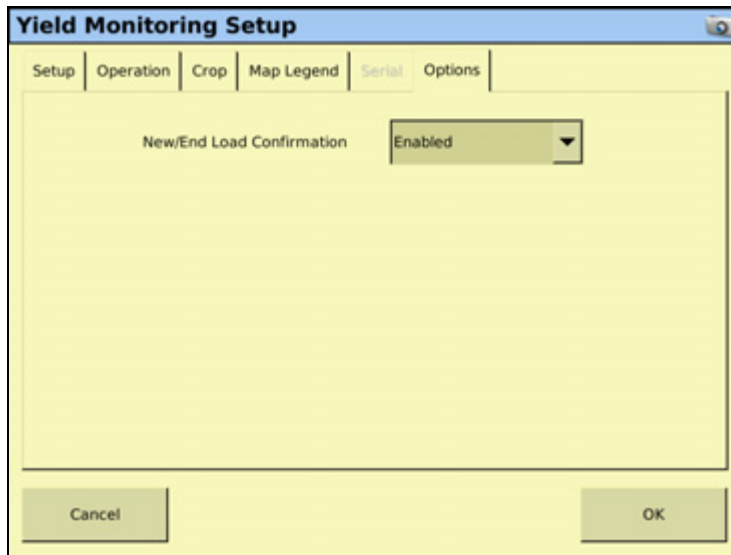 Yield Monitoring Setup
Setup Operation Crop Map Legend Serial Options
New/End Load Confirmation Enabled
Cancel OK